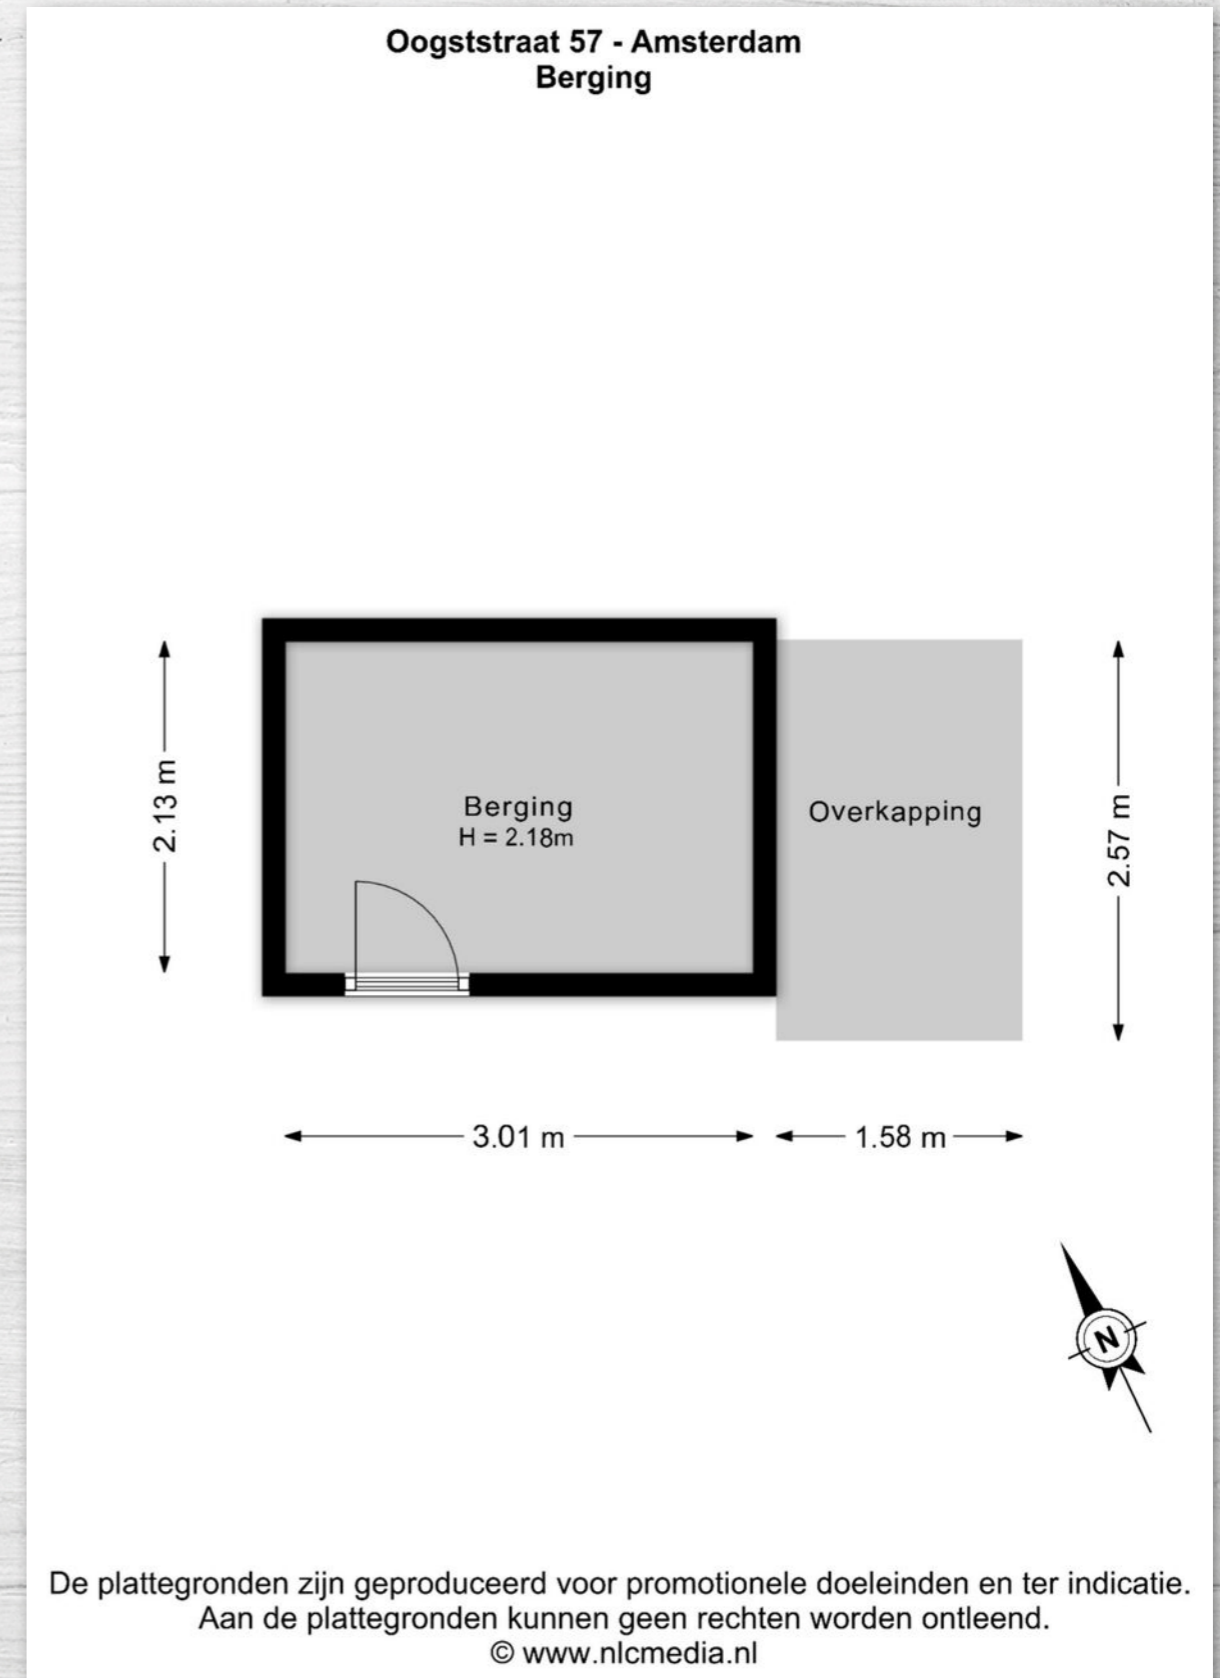 Oogststraat 57 - Amsterdam
Berging
2.13 m
Berging
H = 2.18m
Overkapping
2.57 m
3.01 m
1.58 m
N
De plattegronden zijn geproduceerd voor promotionele doeleinden en ter indicatie.
Aan de plattegronden kunnen geen rechten worden ontleend.
© www.nlcmedia.nl